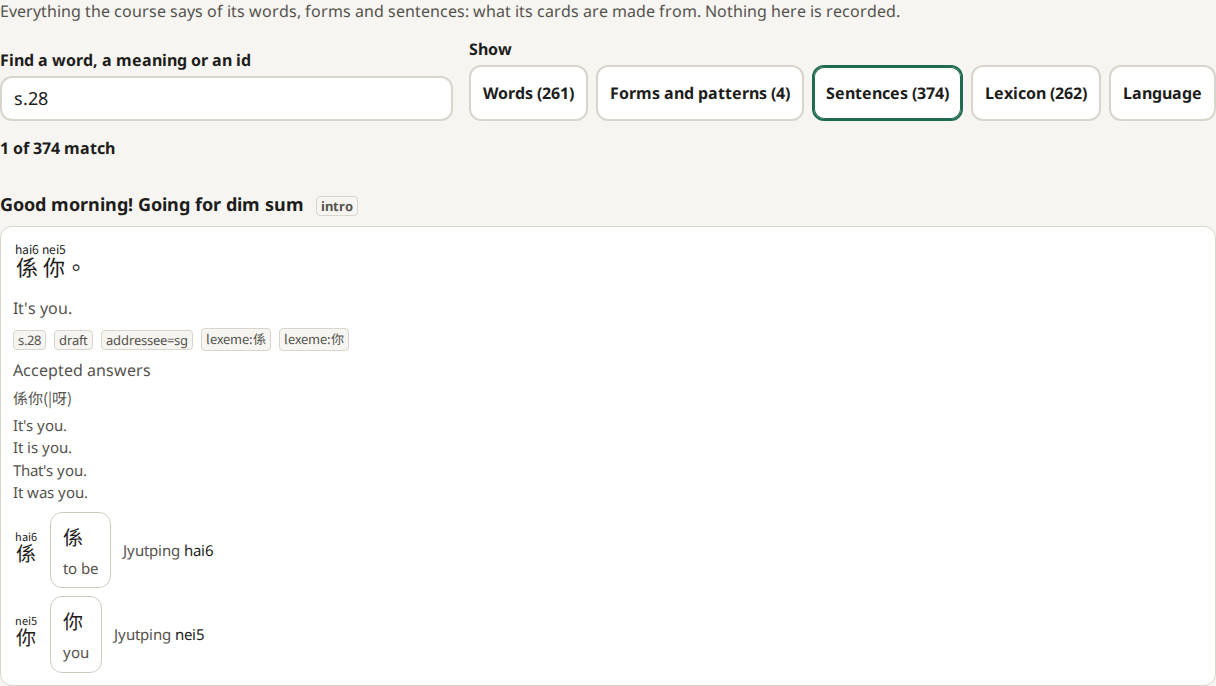 Everything the course says of its words, forms and sentences: what its cards are made from. Nothing here is recorded.
Find a word, a meaning or an id
Show
s.28
Words (261)
Forms and patterns (4)
Sentences (374)
Lexicon (262)
Language
1 of 374 match
Good morning! Going for dim sum intro
hai6 nei5
係 你。
It's you.
s.28 draft addressee=sg lexeme:係 lexeme:你
Accepted answers
係你(|呀)
It's you.
It is you.
That's you.
It was you.
hai6
係
係
to be
Jyutping hai6
nei5
你
你
you
Jyutping nei5